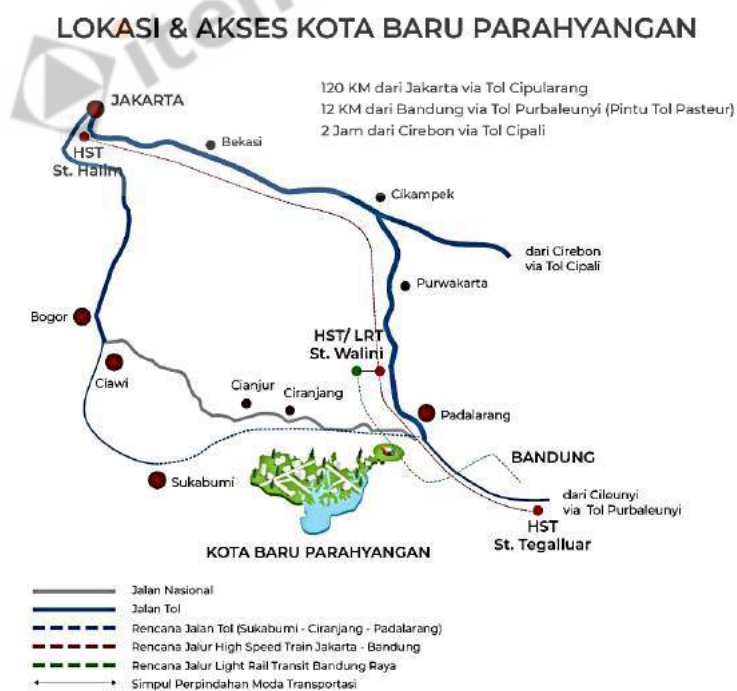 LOKASI & AKSES KOTA BARU PARAHYANGAN
120 KM dari Jakarta via Tol Cipularang
12 KM dari Bandung via Tol Purbaleunyi (Pintu Tol Pasteur)
2 Jam dari Cirebon via Tol Cipali
JAKARTA
HST
St. Halim
Bekasi
Cikampek
dari Cirebon
via Tol Cipali
Purwakarta
Bogor
HST/ LRT
St. Walini
Ciawi
Cianjur
Ciranjang
Padalarang
BANDUNG
Sukabumi
dari Cileunyi
via Tol Purbaleunyi
HST
St. Tegalluar
KOTA BARU PARAHYANGAN
Jalan Nasional
Jalan Tol
Rencana Jalan Tol (Sukabumi - Ciranjang - Padalarang)
Rencana Jalur High Speed Train Jakarta - Bandung
Rencana Jalur Light Rail Transit Bandung Raya
Simpul Perpindahan Moda Transportasi